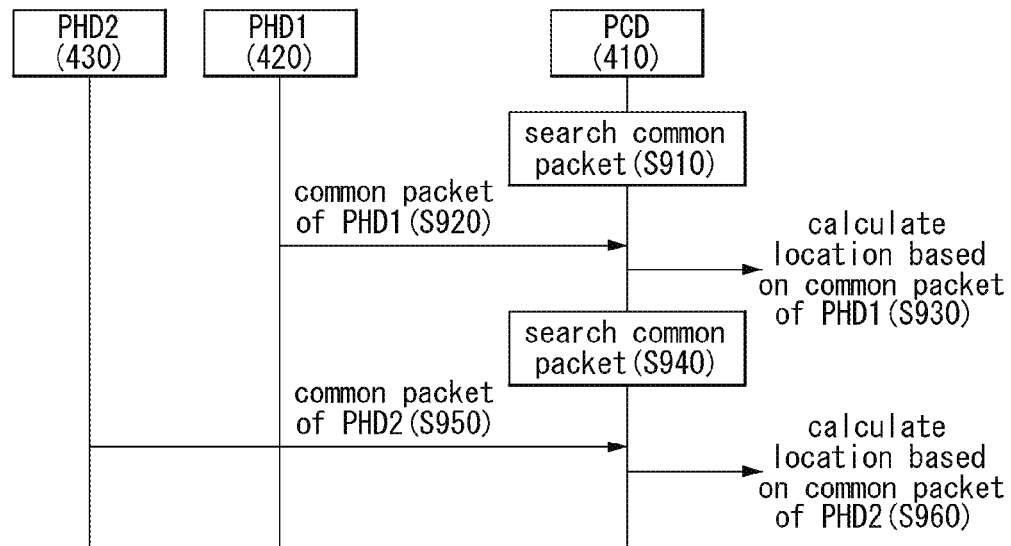 PHD2
(430)
PHD1
(420)
PCD
(410)
search common
packet(S910)
common packet
of PHD1(S920)
calculate
location based
on common packet
of PHD1(S930)
search common
packet(S940)
common packet
of PHD2(S950)
calculate
location based
on common packet
of PHD2(S960)